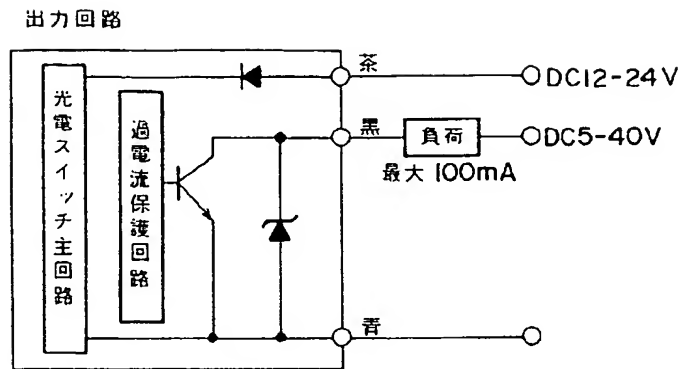 出力回路
茶
DC12-24V
光電スイッチ主回路
過電流保護回路
黒
負荷
DC5-40V
最大 100mA
青